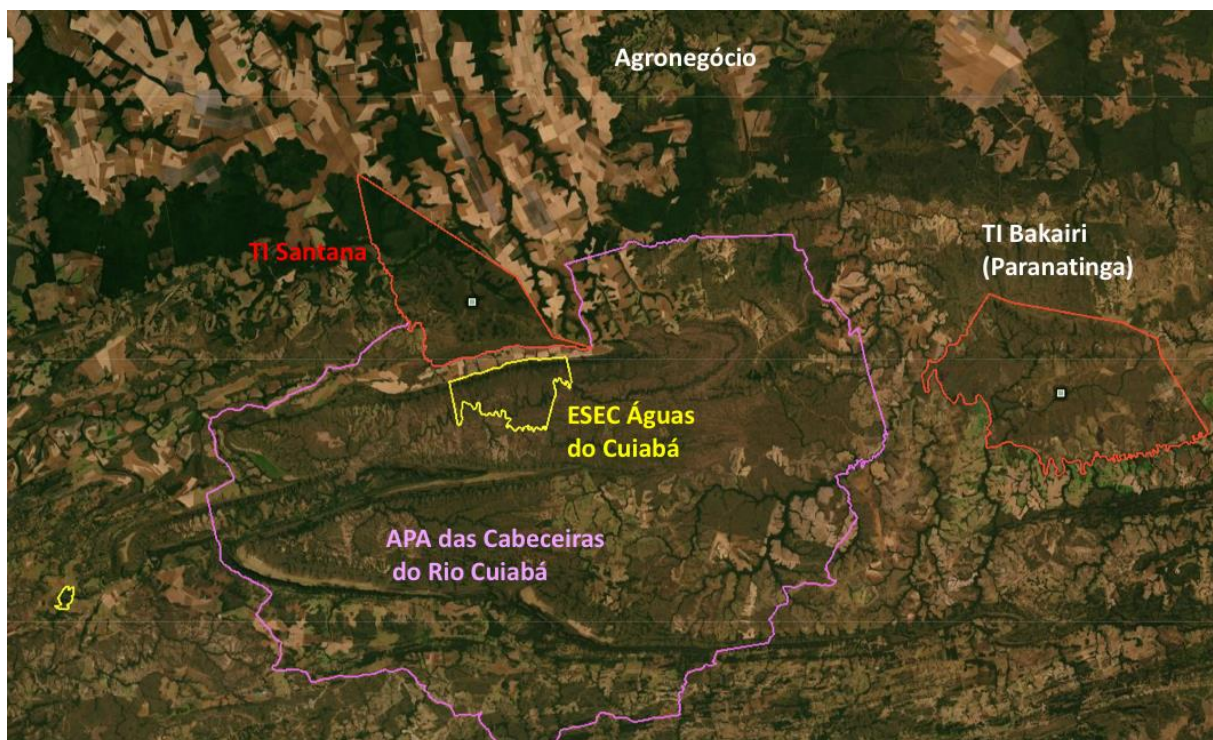 Agronegócio
TI Santana
TI Bakairi
(Paranatinga)
ESEC Águas
do Cuiabá
APA das Cabeceiras
do Rio Cuiabá